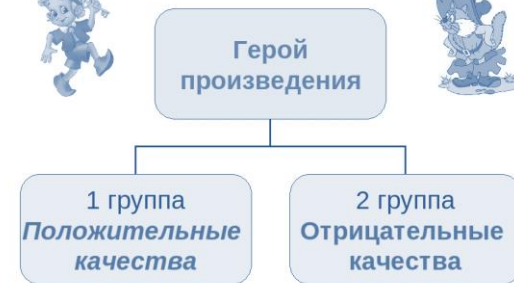 Герой
произведения
1 группа
Положительные
качества
2 группа
Отрицательные
качества